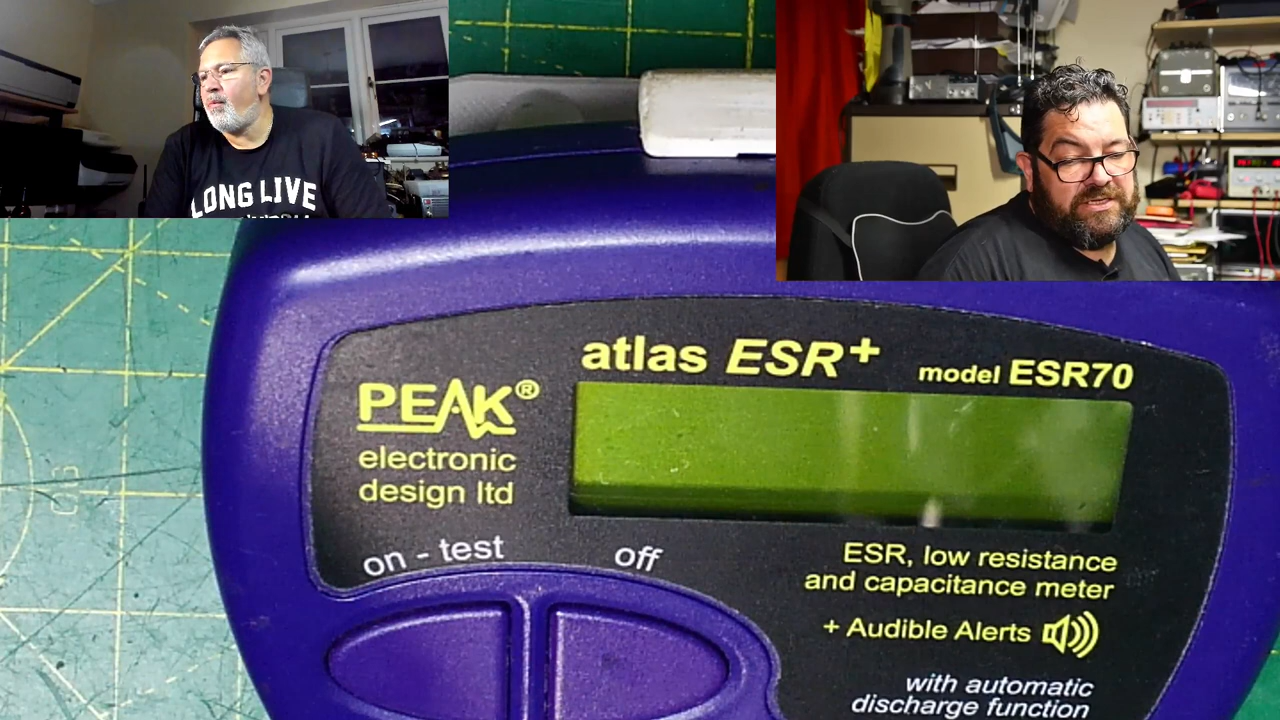 LONG LIVE
atlas ESR+
model ESR70
PEAK®
electronic
design ltd
on - test
off
ESR, low resistance
and capacitance meter
+ Audible Alerts
with automatic
discharge function